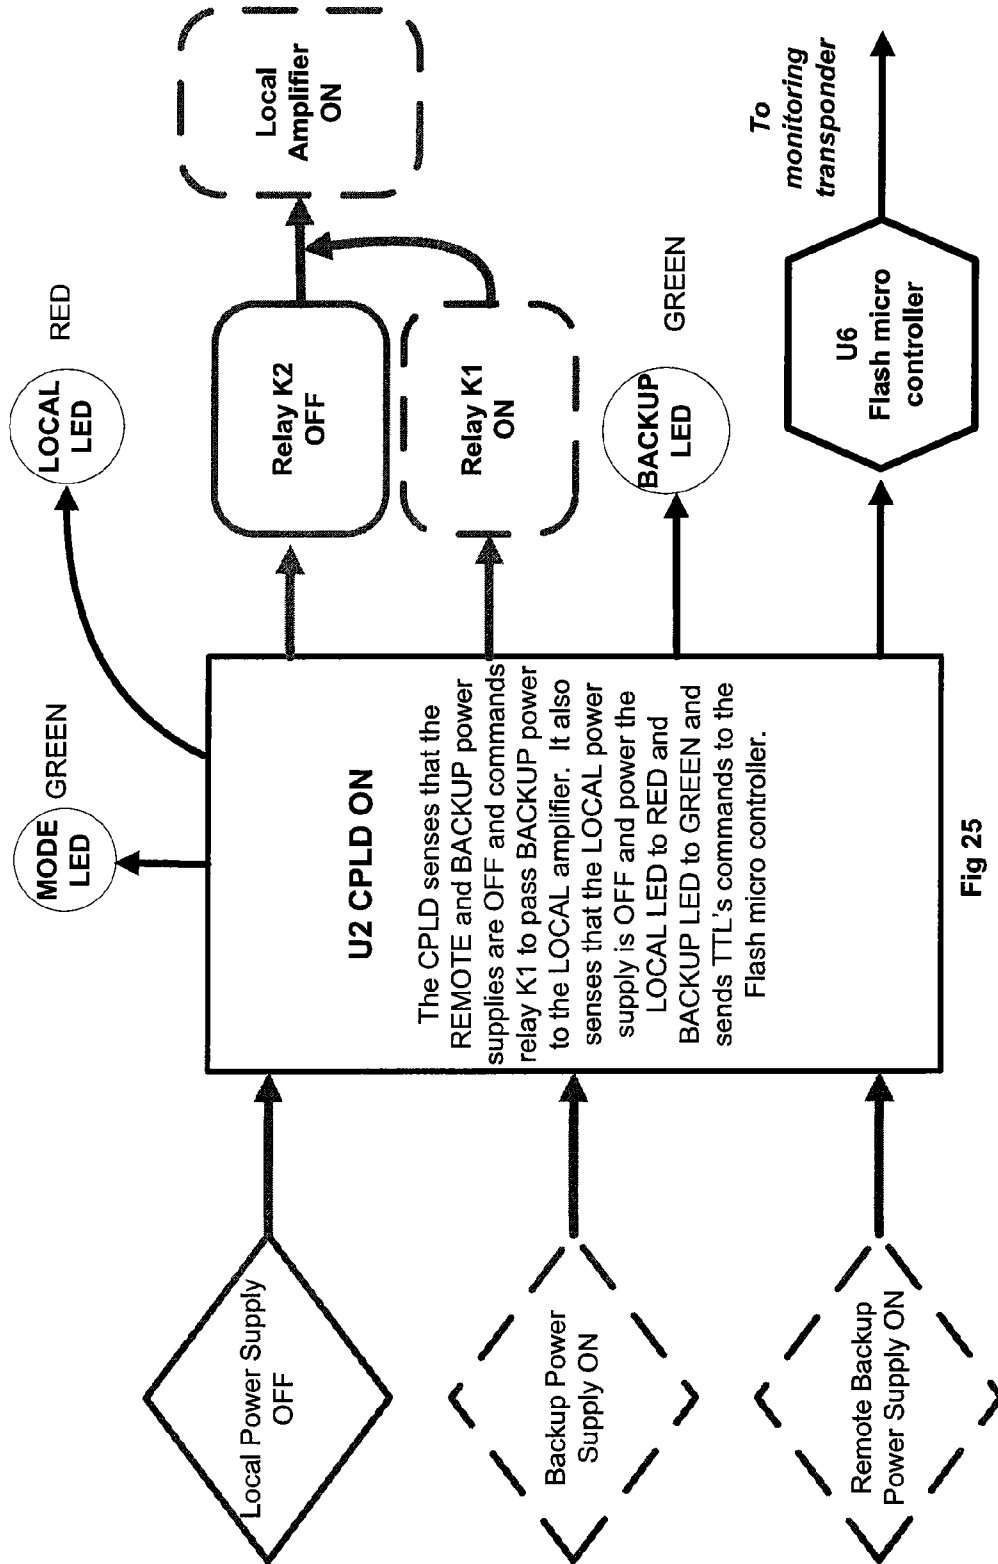 Local Power Supply
OFF
Backup Power
Supply ON
Remote Backup
Power Supply ON
U2 CPLD ON
The CPLD senses that the
REMOTE and BACKUP power
supplies are OFF and commands
relay K1 to pass BACKUP power
to the LOCAL amplifier. It also
senses that the LOCAL power
supply is OFF and power the
LOCAL LED to RED and
BACKUP LED to GREEN and
sends TTL's commands to the
Flash micro controller.
MODE
LED
GREEN
LOCAL
LED
RED
Relay K2
OFF
Relay K1
ON
Local
Amplifier
ON
BACKUP
LED
GREEN
U6
Flash micro
controller
To
monitoring
transponder
Fig 25